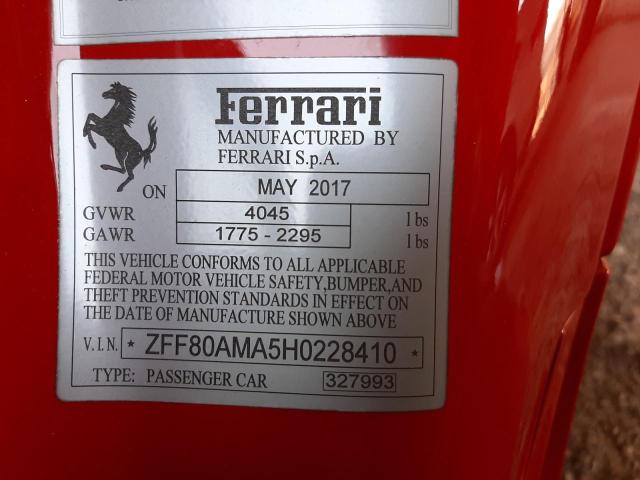 Ferrari
MANUFACTURED BY
FERRARI S.p.A.
ON MAY 2017
GVWR 4045 lbs
GAWR 1775 - 2295 lbs
THIS VEHICLE CONFORMS TO ALL APPLICABLE
FEDERAL MOTOR VEHICLE SAFETY,BUMPER,AND
THEFT PREVENTION STANDARDS IN EFFECT ON
THE DATE OF MANUFACTURE SHOWN ABOVE
V.I.N. * ZFF80AMA5H0228410 *
TYPE: PASSENGER CAR 327993